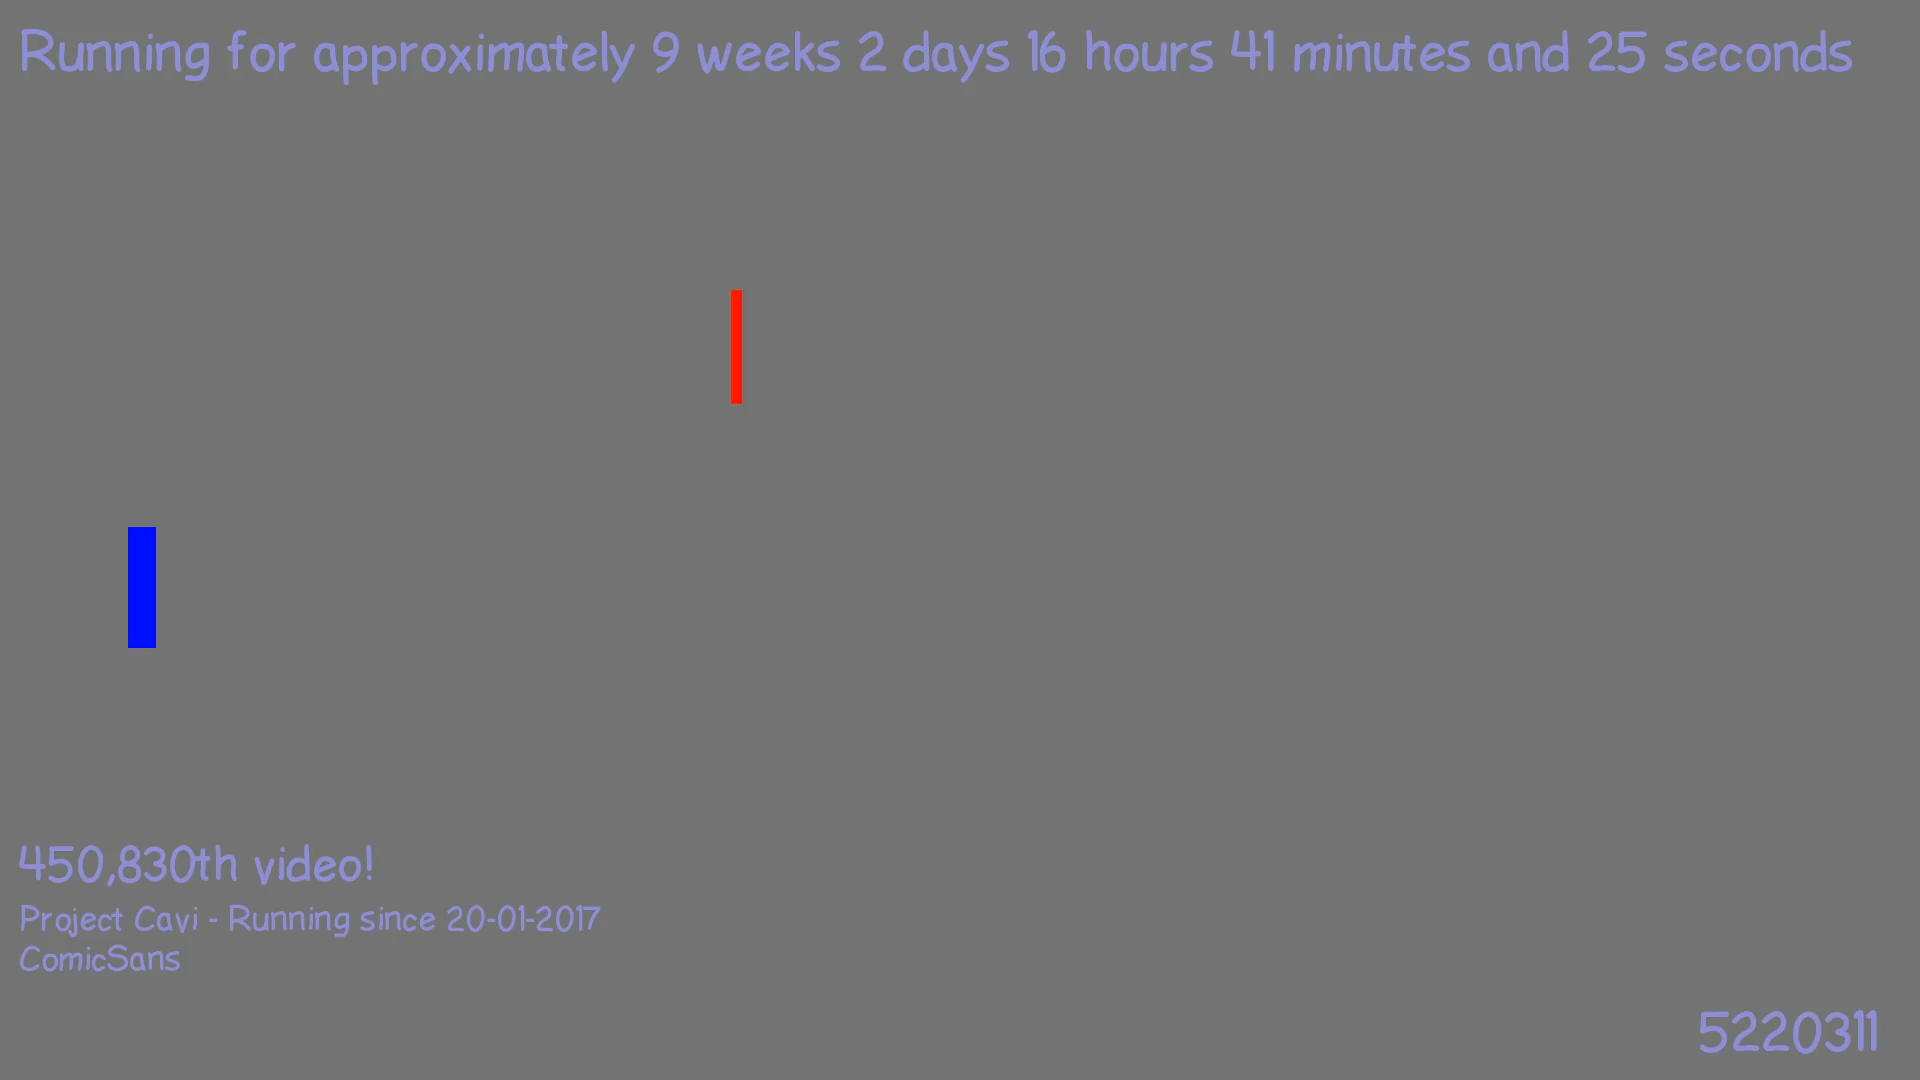 Running for approximately 9 weeks 2 days 16 hours 41 minutes and 25 seconds
450,830th video!
Project Cavi - Running since 20-01-2017
ComicSans
5220311